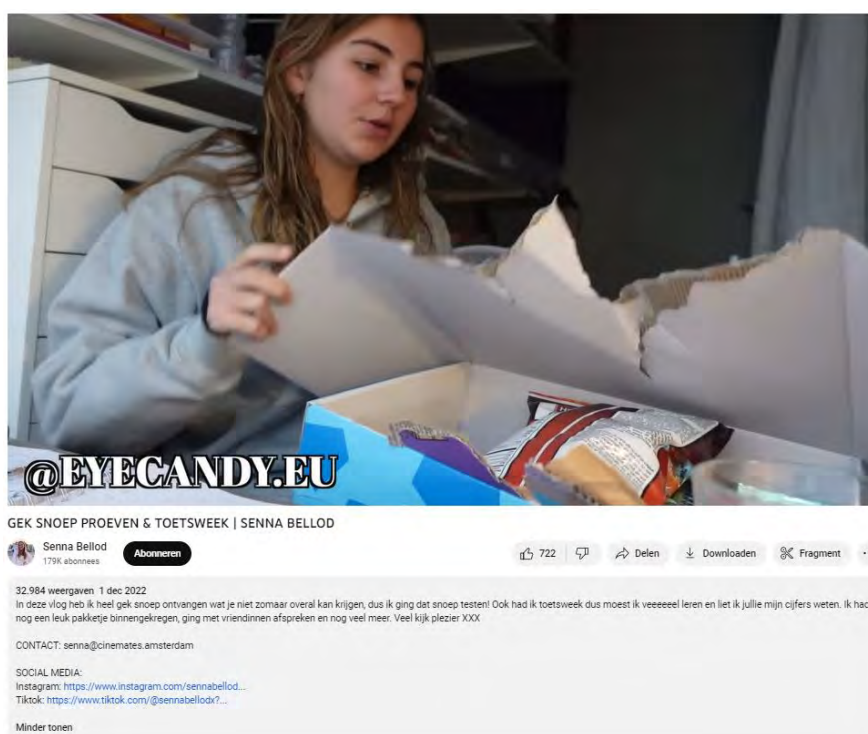 @EYECANDY.EU
GEK SNOEP PROEVEN & TOETSWEEK | SENNA BELLOD
Senna Bellod
179K abonnees
Abonneren
722
Delen
Downloaden
Fragment
32.984 weergaven 1 dec 2022
In deze vlog heb ik heel gek snoep ontvangen wat je niet zomaar overal kan krijgen, dus ik ging dat snoep testen! Ook had ik toetsweek dus moest ik veeeeeel leren en liet ik jullie mijn cijfers weten. Ik had
nog een leuk pakketje binnengekregen, ging met vriendinnen afspreken en nog veel meer. Veel kijk plezier XXX
CONTACT: senna@cinemates.amsterdam
SOCIAL MEDIA:
Instagram: https://www.instagram.com/sennabellod...
Tiktok: https://www.tiktok.com/@sennabellodx?...
Minder tonen